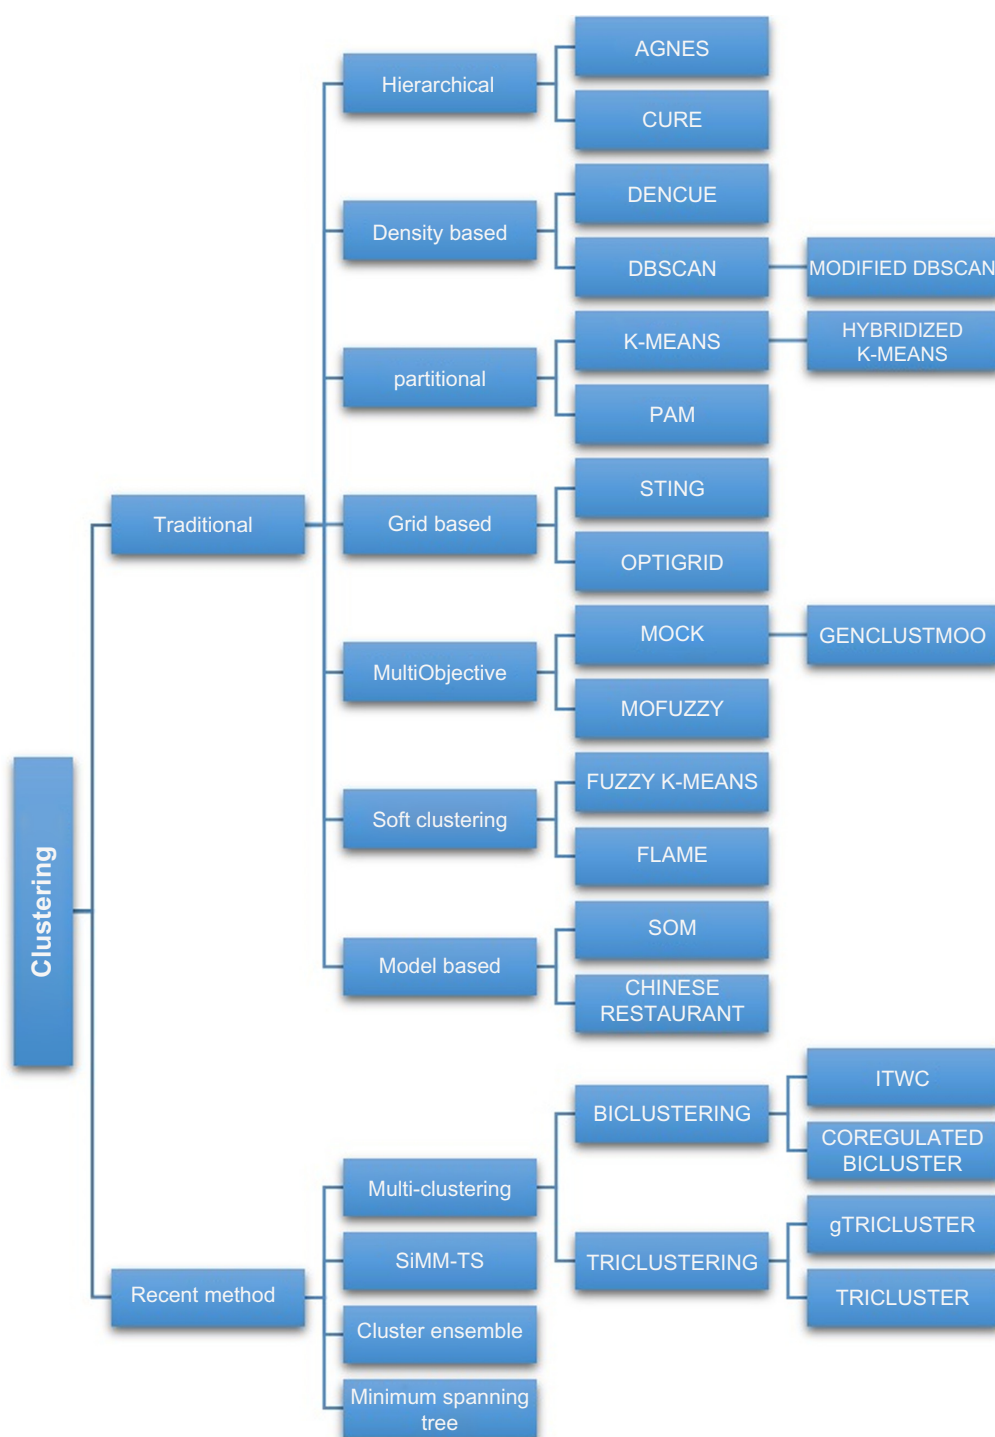 AGNES
Hierarchical
CURE
DENCUE
Density based
DBSCAN
MODIFIED DBSCAN
K-MEANS
HYBRIDIZED
K-MEANS
partitional
PAM
STING
Traditional
Grid based
OPTIGRID
MOCK
GENCLUSTMOO
MultiObjective
MOFUZZY
FUZZY K-MEANS
Soft clustering
FLAME
Clustering
SOM
Model based
CHINESE
RESTAURANT
ITWC
BICLUSTERING
COREGULATED
BICLUSTER
Multi-clustering
gTRICLUSTER
SiMM-TS
TRICLUSTERING
Recent method
TRICLUSTER
Cluster ensemble
Minimum spanning
tree